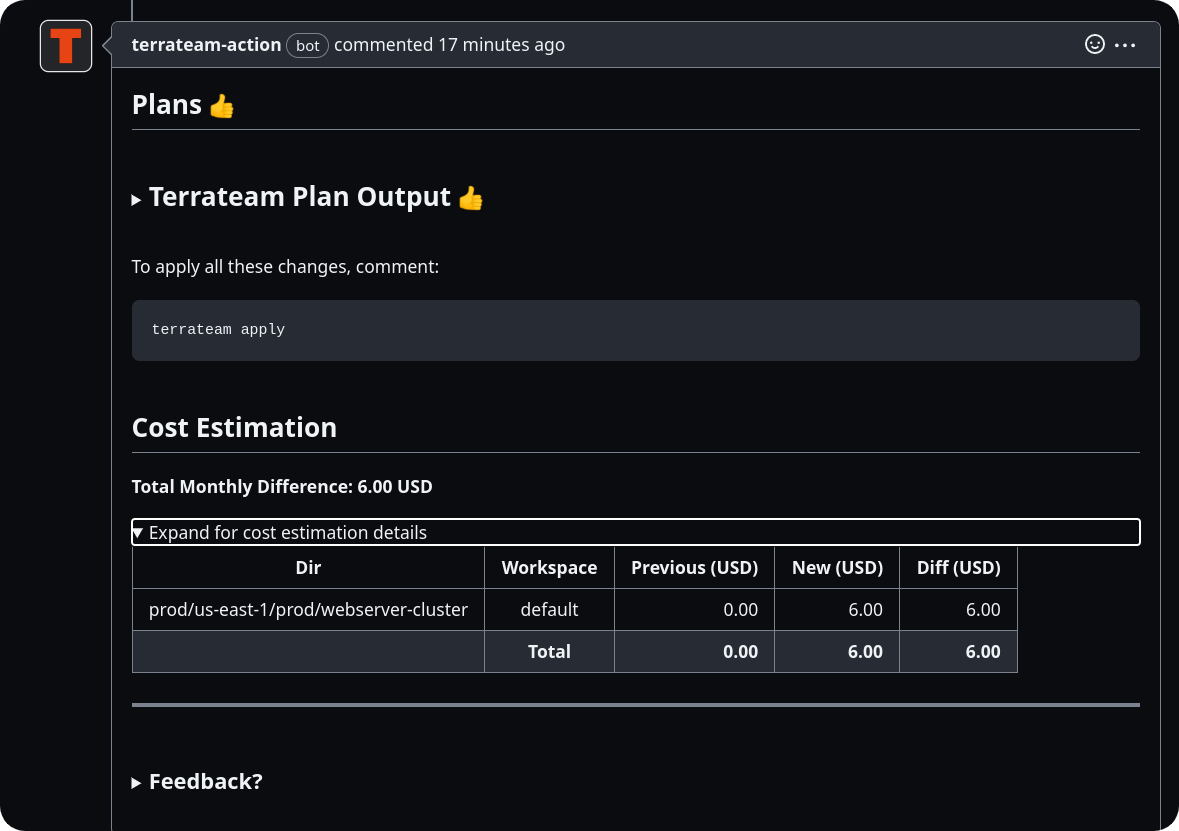 T
terrateam-action bot commented 17 minutes ago
Plans 👍
Terrateam Plan Output 👍
To apply all these changes, comment:
terrateam apply
Cost Estimation
Total Monthly Difference: 6.00 USD
Expand for cost estimation details
Dir Workspace Previous (USD) New (USD) Diff (USD)
prod/us-east-1/prod/webserver-cluster default 0.00 6.00 6.00
Total 0.00 6.00 6.00
Feedback?